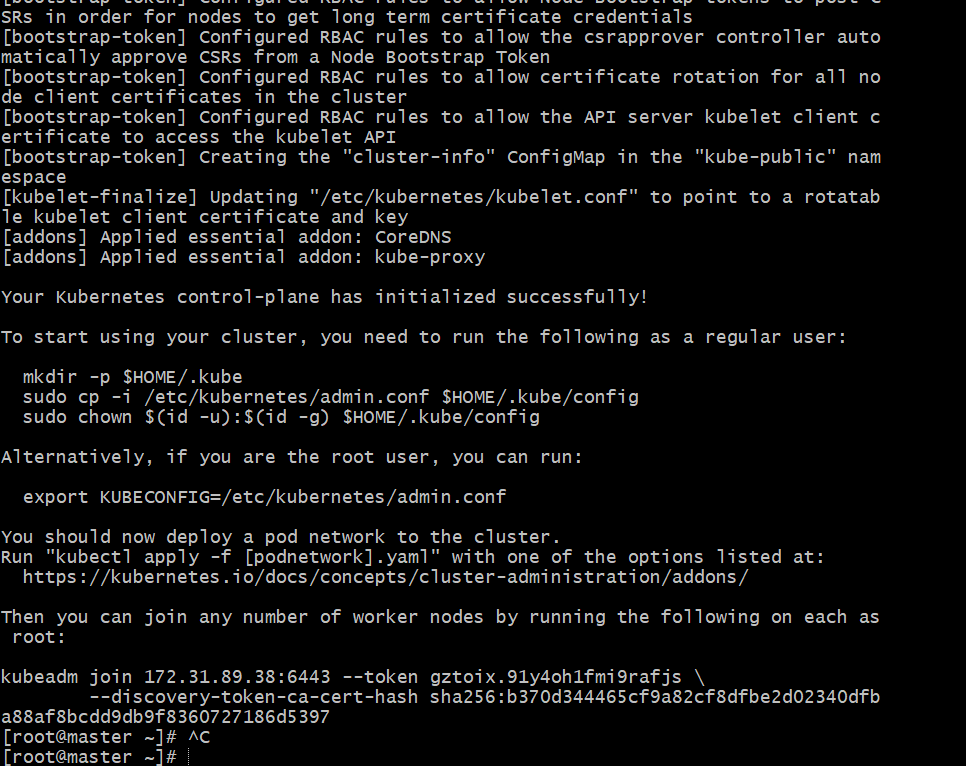 [bootstrap-token] Configured RBAC rules to allow Node Bootstrap tokens to post C
SRs in order for nodes to get long term certificate credentials
[bootstrap-token] Configured RBAC rules to allow the csrapprover controller auto
matically approve CSRs from a Node Bootstrap Token
[bootstrap-token] Configured RBAC rules to allow certificate rotation for all no
de client certificates in the cluster
[bootstrap-token] Configured RBAC rules to allow the API server kubelet client c
ertificate to access the kubelet API
[bootstrap-token] Creating the "cluster-info" ConfigMap in the "kube-public" nam
espace
[kubelet-finalize] Updating "/etc/kubernetes/kubelet.conf" to point to a rotatab
le kubelet client certificate and key
[addons] Applied essential addon: CoreDNS
[addons] Applied essential addon: kube-proxy
Your Kubernetes control-plane has initialized successfully!
To start using your cluster, you need to run the following as a regular user:
mkdir -p $HOME/.kube
sudo cp -i /etc/kubernetes/admin.conf $HOME/.kube/config
sudo chown $(id -u):$(id -g) $HOME/.kube/config
Alternatively, if you are the root user, you can run:
export KUBECONFIG=/etc/kubernetes/admin.conf
You should now deploy a pod network to the cluster.
Run "kubectl apply -f [podnetwork].yaml" with one of the options listed at:
https://kubernetes.io/docs/concepts/cluster-administration/addons/
Then you can join any number of worker nodes by running the following on each as
root:
kubeadm join 172.31.89.38:6443 --token gztoix.91y4oh1fmi9rafjs \
--discovery-token-ca-cert-hash sha256:b370d344465cf9a82cf8dfbe2d02340dfb
a88af8bcdd9db9f8360727186d5397
[root@master ~]# ^C
[root@master ~]#